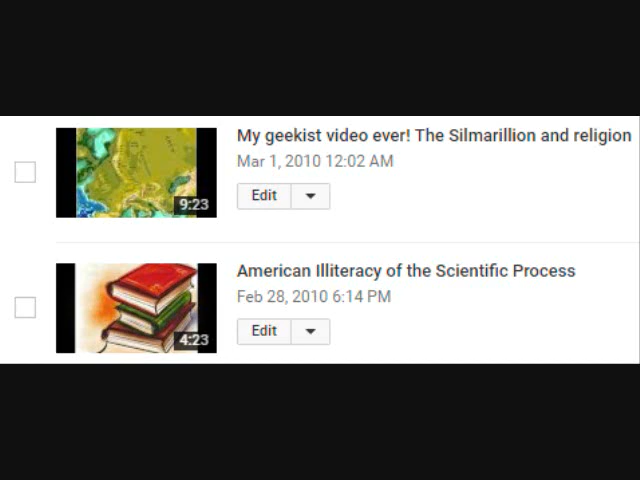 My geekist video ever! The Silmarillion and religion
Mar 1, 2010 12:02 AM
Edit
9:23
American Illiteracy of the Scientific Process
Feb 28, 2010 6:14 PM
Edit
4:23